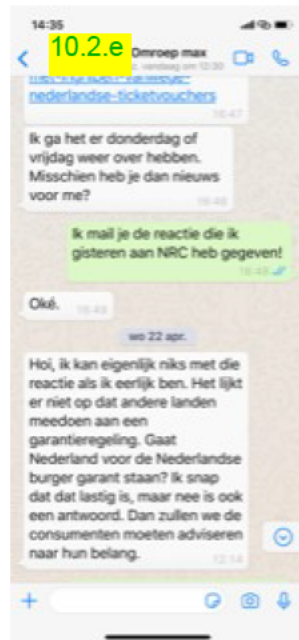 14:35
10.2.e
Omroep max
vandaag om 12:30
nederlandse-ticketvouchers
16:47
Ik ga het er donderdag of
vrijdag weer over hebben.
Misschien heb je dan nieuws
voor me?
16:48
Ik mail je de reactie die ik
gisteren aan NRC heb gegeven!
16:48
Oké.
16:49
wo 22 apr.
Hoi, ik kan eigenlijk niks met die
reactie als ik eerlijk ben. Het lijkt
er niet op dat andere landen
meedoen aan een
garantieregeling. Gaat
Nederland voor de Nederlandse
burger garant staan? Ik snap
dat dat lastig is, maar nee is ook
een antwoord. Dan zullen we de
consumenten moeten adviseren
naar hun belang.
12:14